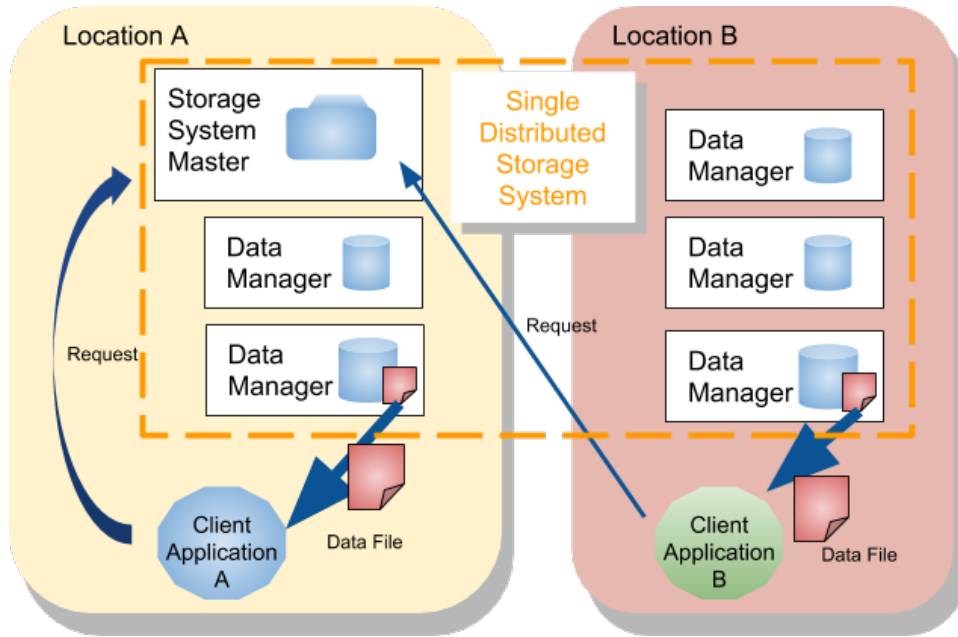 Location A
Storage
System
Master
Data
Manager
Data
Manager
Request
Client
Application
A
Data File
Single
Distributed
Storage
System
Request
Location B
Data
Manager
Data
Manager
Data
Manager
Client
Application
B
Data File